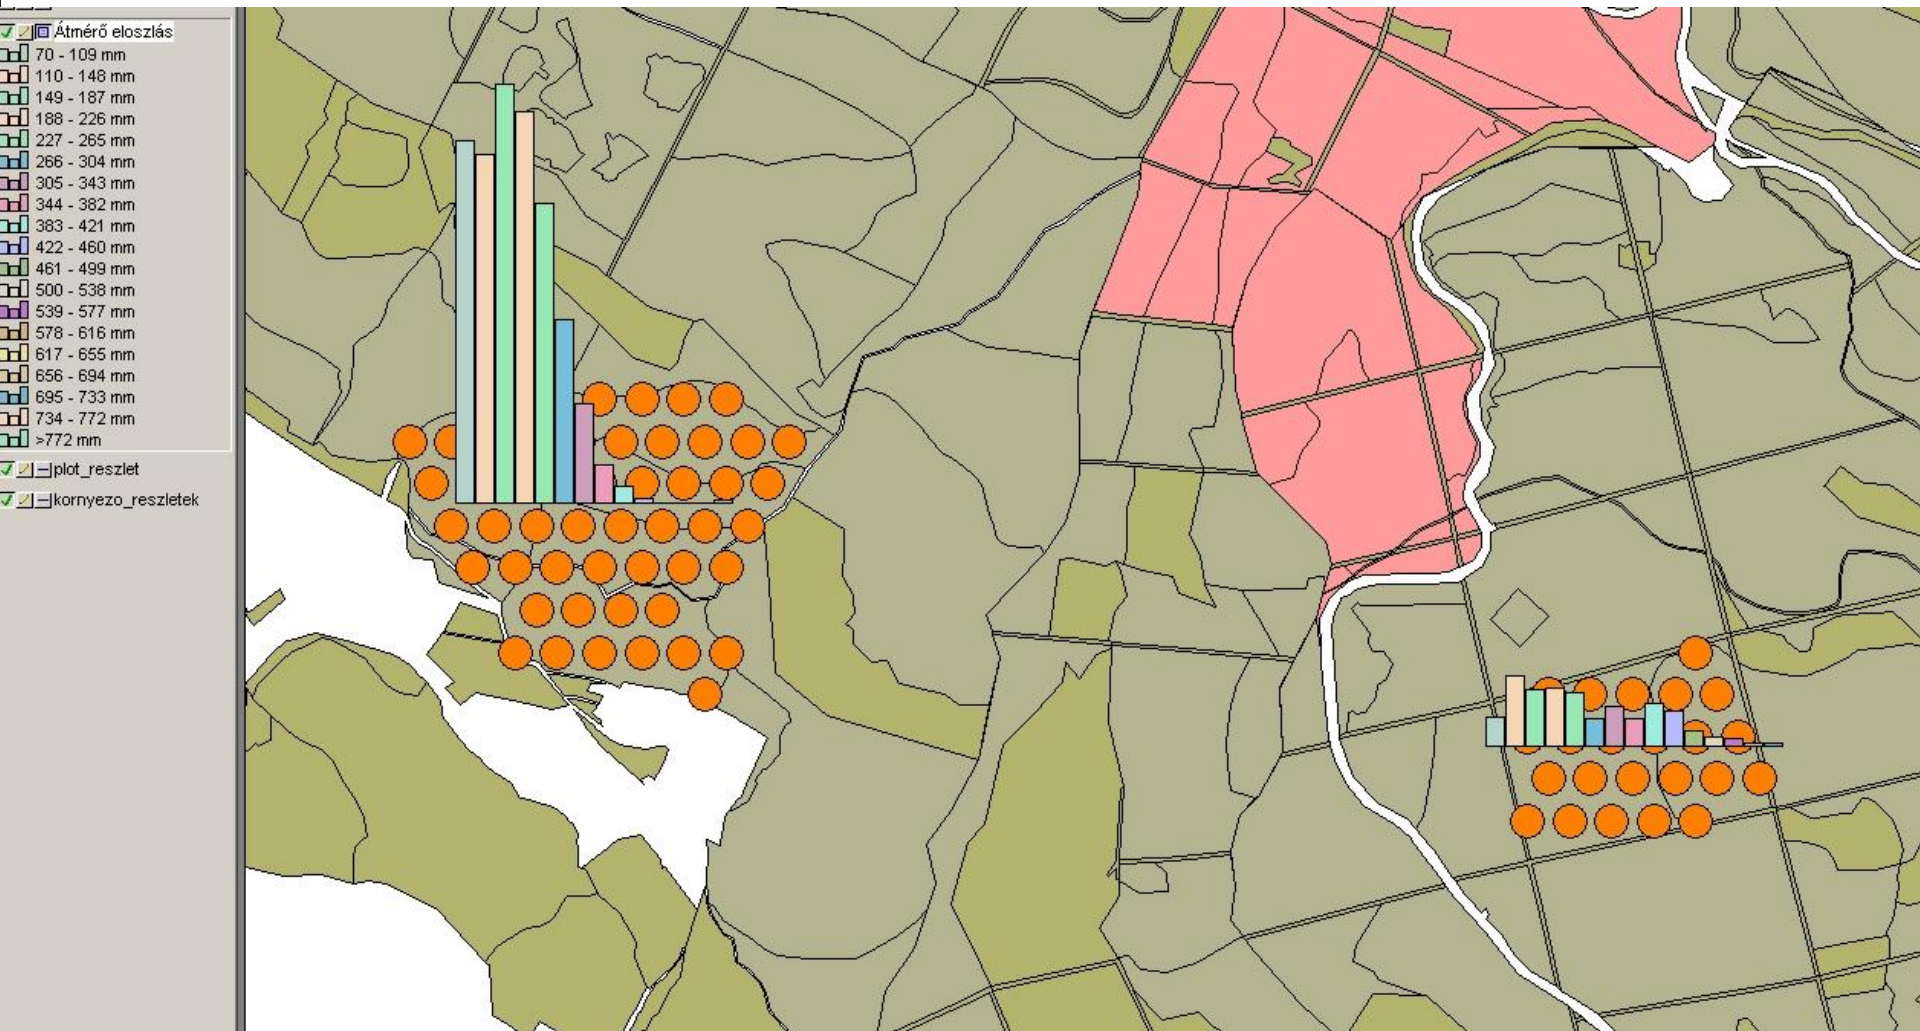 Átmérő eloszlás
70 - 109 mm
110 - 148 mm
149 - 187 mm
188 - 226 mm
227 - 265 mm
266 - 304 mm
305 - 343 mm
344 - 382 mm
383 - 421 mm
422 - 460 mm
461 - 499 mm
500 - 538 mm
539 - 577 mm
578 - 616 mm
617 - 655 mm
656 - 694 mm
695 - 733 mm
734 - 772 mm
>772 mm
plot_reszlet
kornyezo_reszletek